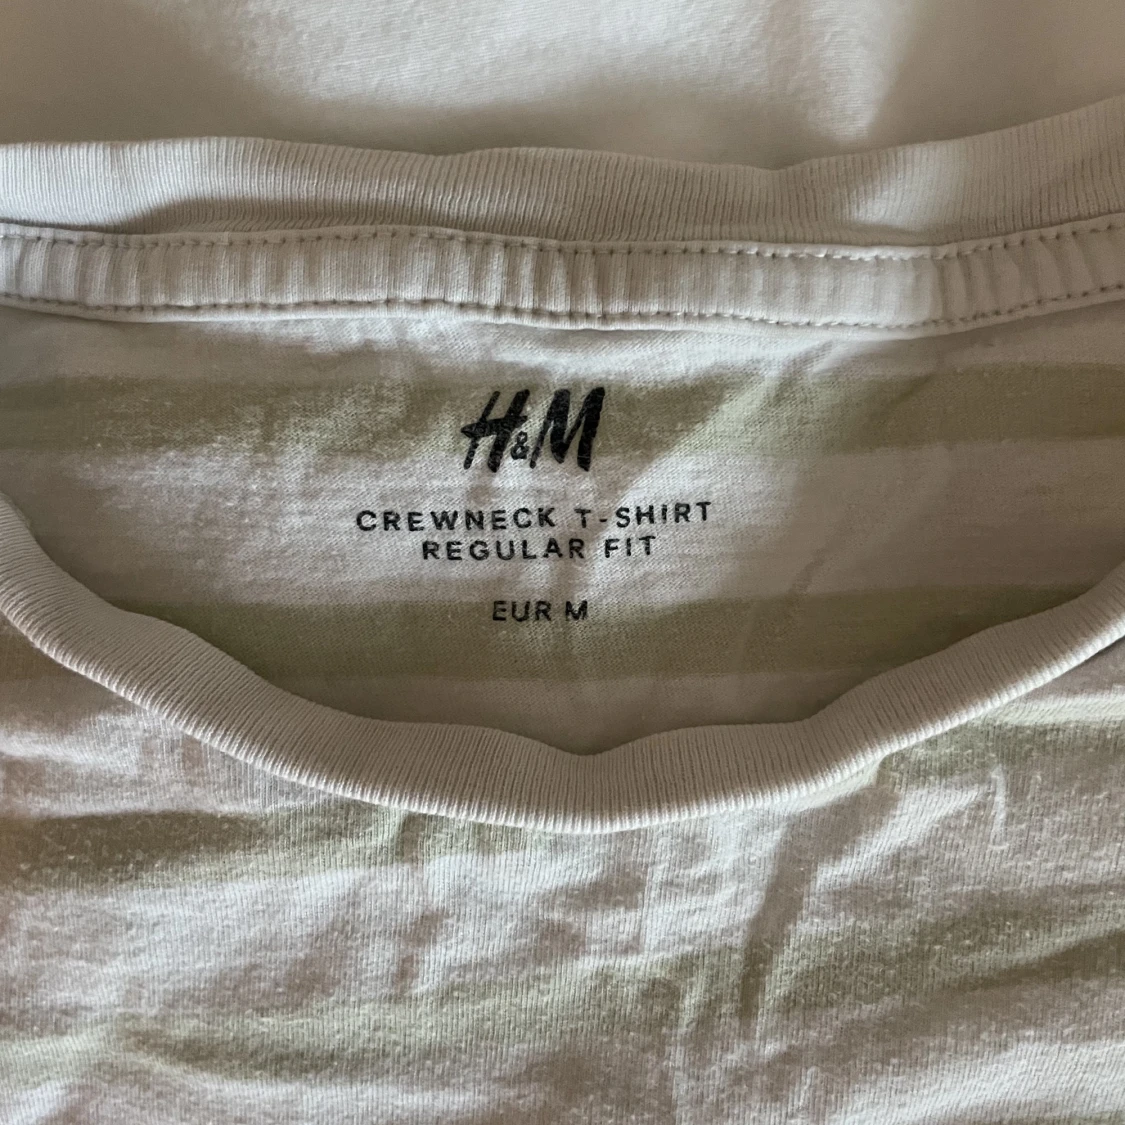 H&M
CREWNECK T-SHIRT
REGULAR FIT
EUR M